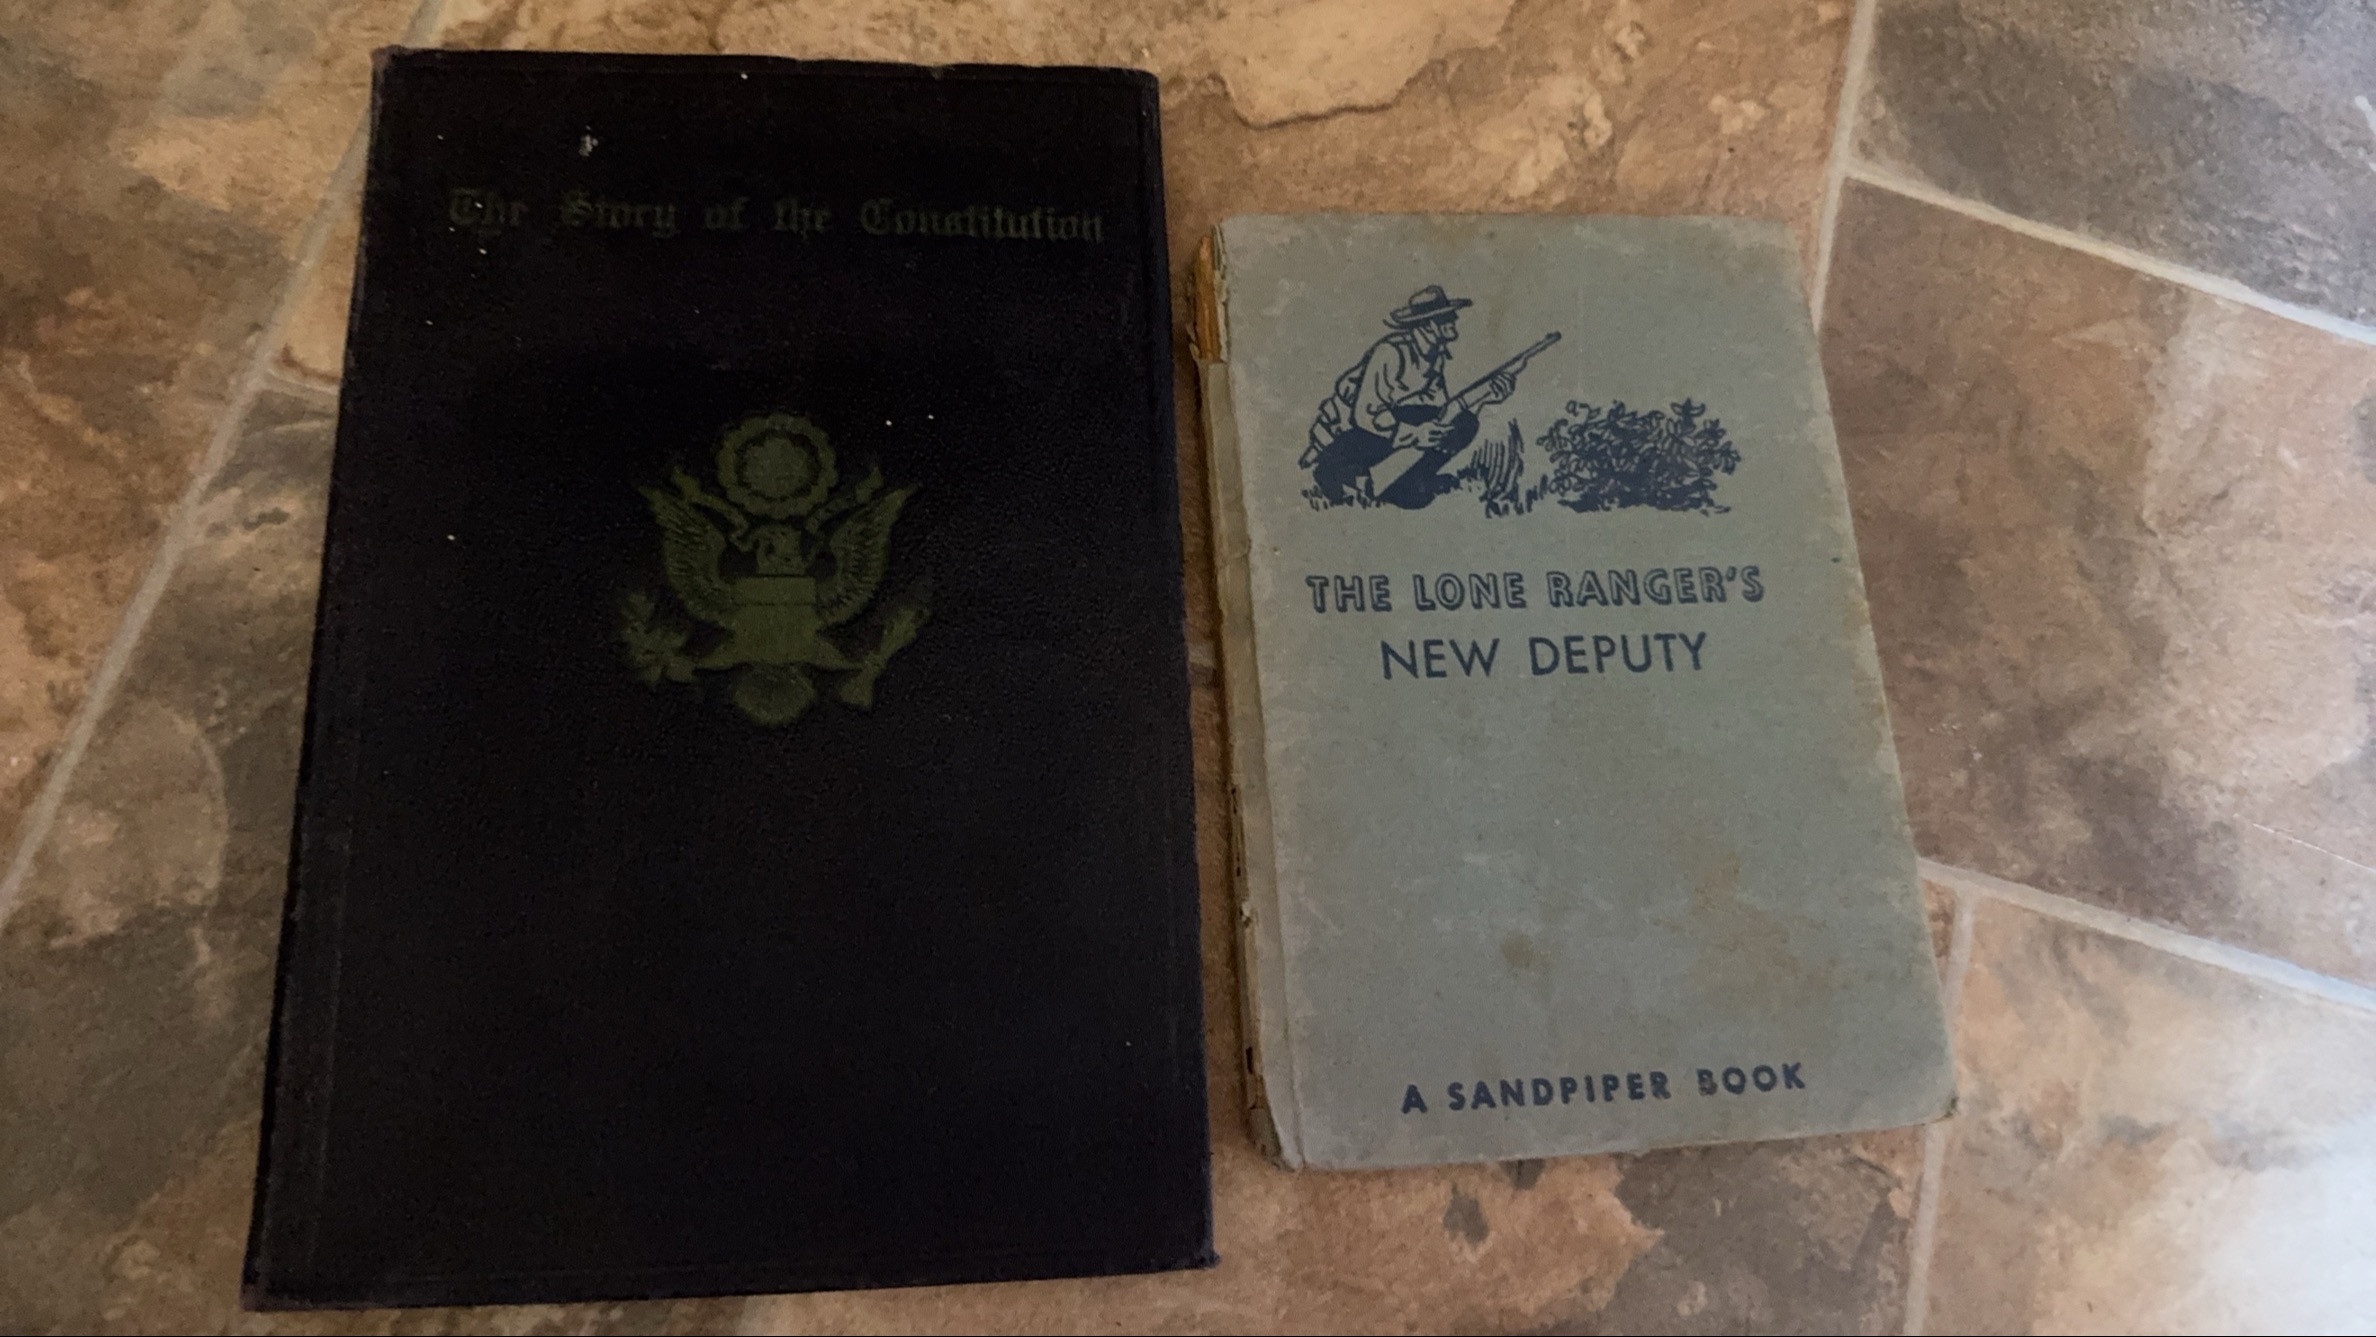 The Story of the Constitution
THE LONE RANGER'S
NEW DEPUTY
A SANDPIPER BOOK